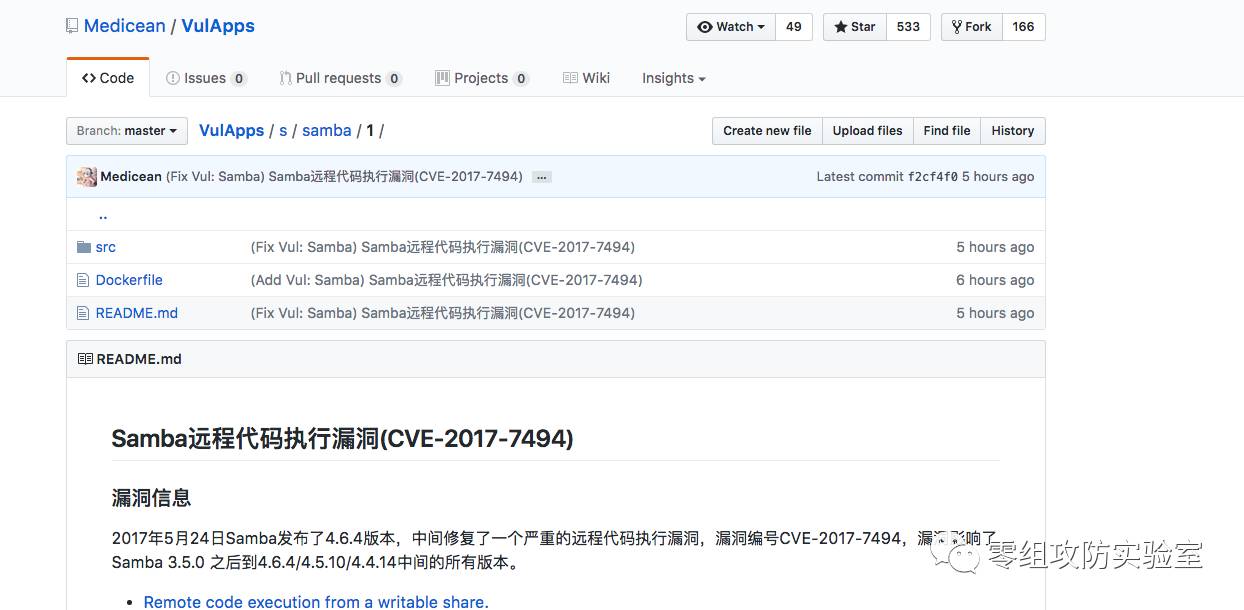 Medicean / VulApps
Watch 49 Star 533 Fork 166
Code Issues 0 Pull requests 0 Projects 0 Wiki Insights
Branch: master VulApps / s / samba / 1 / Create new file Upload files Find file History
Medicean (Fix Vul: Samba) Samba远程代码执行漏洞(CVE-2017-7494) ... Latest commit f2cf4f0 5 hours ago
..
src (Fix Vul: Samba) Samba远程代码执行漏洞(CVE-2017-7494) 5 hours ago
Dockerfile (Add Vul: Samba) Samba远程代码执行漏洞(CVE-2017-7494) 6 hours ago
README.md (Fix Vul: Samba) Samba远程代码执行漏洞(CVE-2017-7494) 5 hours ago
README.md
Samba远程代码执行漏洞(CVE-2017-7494)
漏洞信息
2017年5月24日Samba发布了4.6.4版本，中间修复了一个严重的远程代码执行漏洞，漏洞编号CVE-2017-7494，漏洞影响了
Samba 3.5.0 之后到4.6.4/4.5.10/4.4.14中间的所有版本。
零组攻防实验室
• Remote code execution from a writable share.